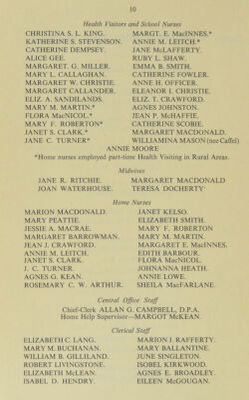 10
Health Visitors and School Nurses
CHRISTINA S. L. KING. MARGT. E. MacINNES.*
KATHERINE S. STEVENSON. ANNIE M. LEITCH.*
CATHERINE DEMPSEY. JANE McLAFFERTY.
ALICE GEE. RUBY L. SHAW.
MARGARET G. MILLER. EMMA B. SMITH.
MARY L. CALLAGHAN. CATHERINE FOWLER.
MARGARET W. CHRISTIE. ANNE H. OFFICER.
MARGARET CALLANDER. ELEANOR I. CHRISTIE.
ELIZ. A. SANDILANDS. ELIZ. T. CRAWFORD.
MARY M. MARTIN.* AGNES JOHNSTON.
FLORA MacNICOL.* JEAN P. McHAFFIE.
MARY F. ROBERTON* CATHERINE SCOBIE.
JANET S. CLARK.* MARGARET MACDONALD.
JANE C. TURNER* WILLIAMINA MASON (nee Caffel)
ANNIE MOORE
*Home nurses employed part-time Health Visiting in Rural Areas.
Midwives
JANE R. RITCHIE. MARGARET MACDONALD
JOAN WATERHOUSE. TERESA DOCHERTY
Home Nurses
MARION MACDONALD. JANET KELSO.
MARY PEATTIE. ELIZABETH SMITH.
JESSIE A. MACRAE. MARY F. ROBERTON
MARGARET BARROWMAN. MARY M. MARTIN.
JEAN J. CRAWFORD. MARGARET E. MacINNES.
ANNIE M. LEITCH. EDITH BARBOUR.
JANET S. CLARK. FLORA MacNICOL.
J. C. TURNER. JOHNANNA HEATH.
AGNES G. KEAN. ANNIE LOWE.
ROSEMARY C. W. ARTHUR. SHEILA MacFARLANE.
Central Office Staff
Chief-Clerk ALLAN G. CAMPBELL, D.P.A.
Home Help Supervisor—MARGOT McKEAN.
Clerical Staff
ELIZABETH C. LANG. MARION J. RAFFERTY.
MARY M. BUCHANAN. MARY BALLANTINE.
WILLIAM B. GILLILAND. JUNE SINGLETON.
ROBERT LIVINGSTONE. ISOBEL KIRKWOOD.
ELIZABETH McLEAN. AGNES E. BROADLEY.
ISABEL D. HENDRY. EILEEN McGOUGAN.